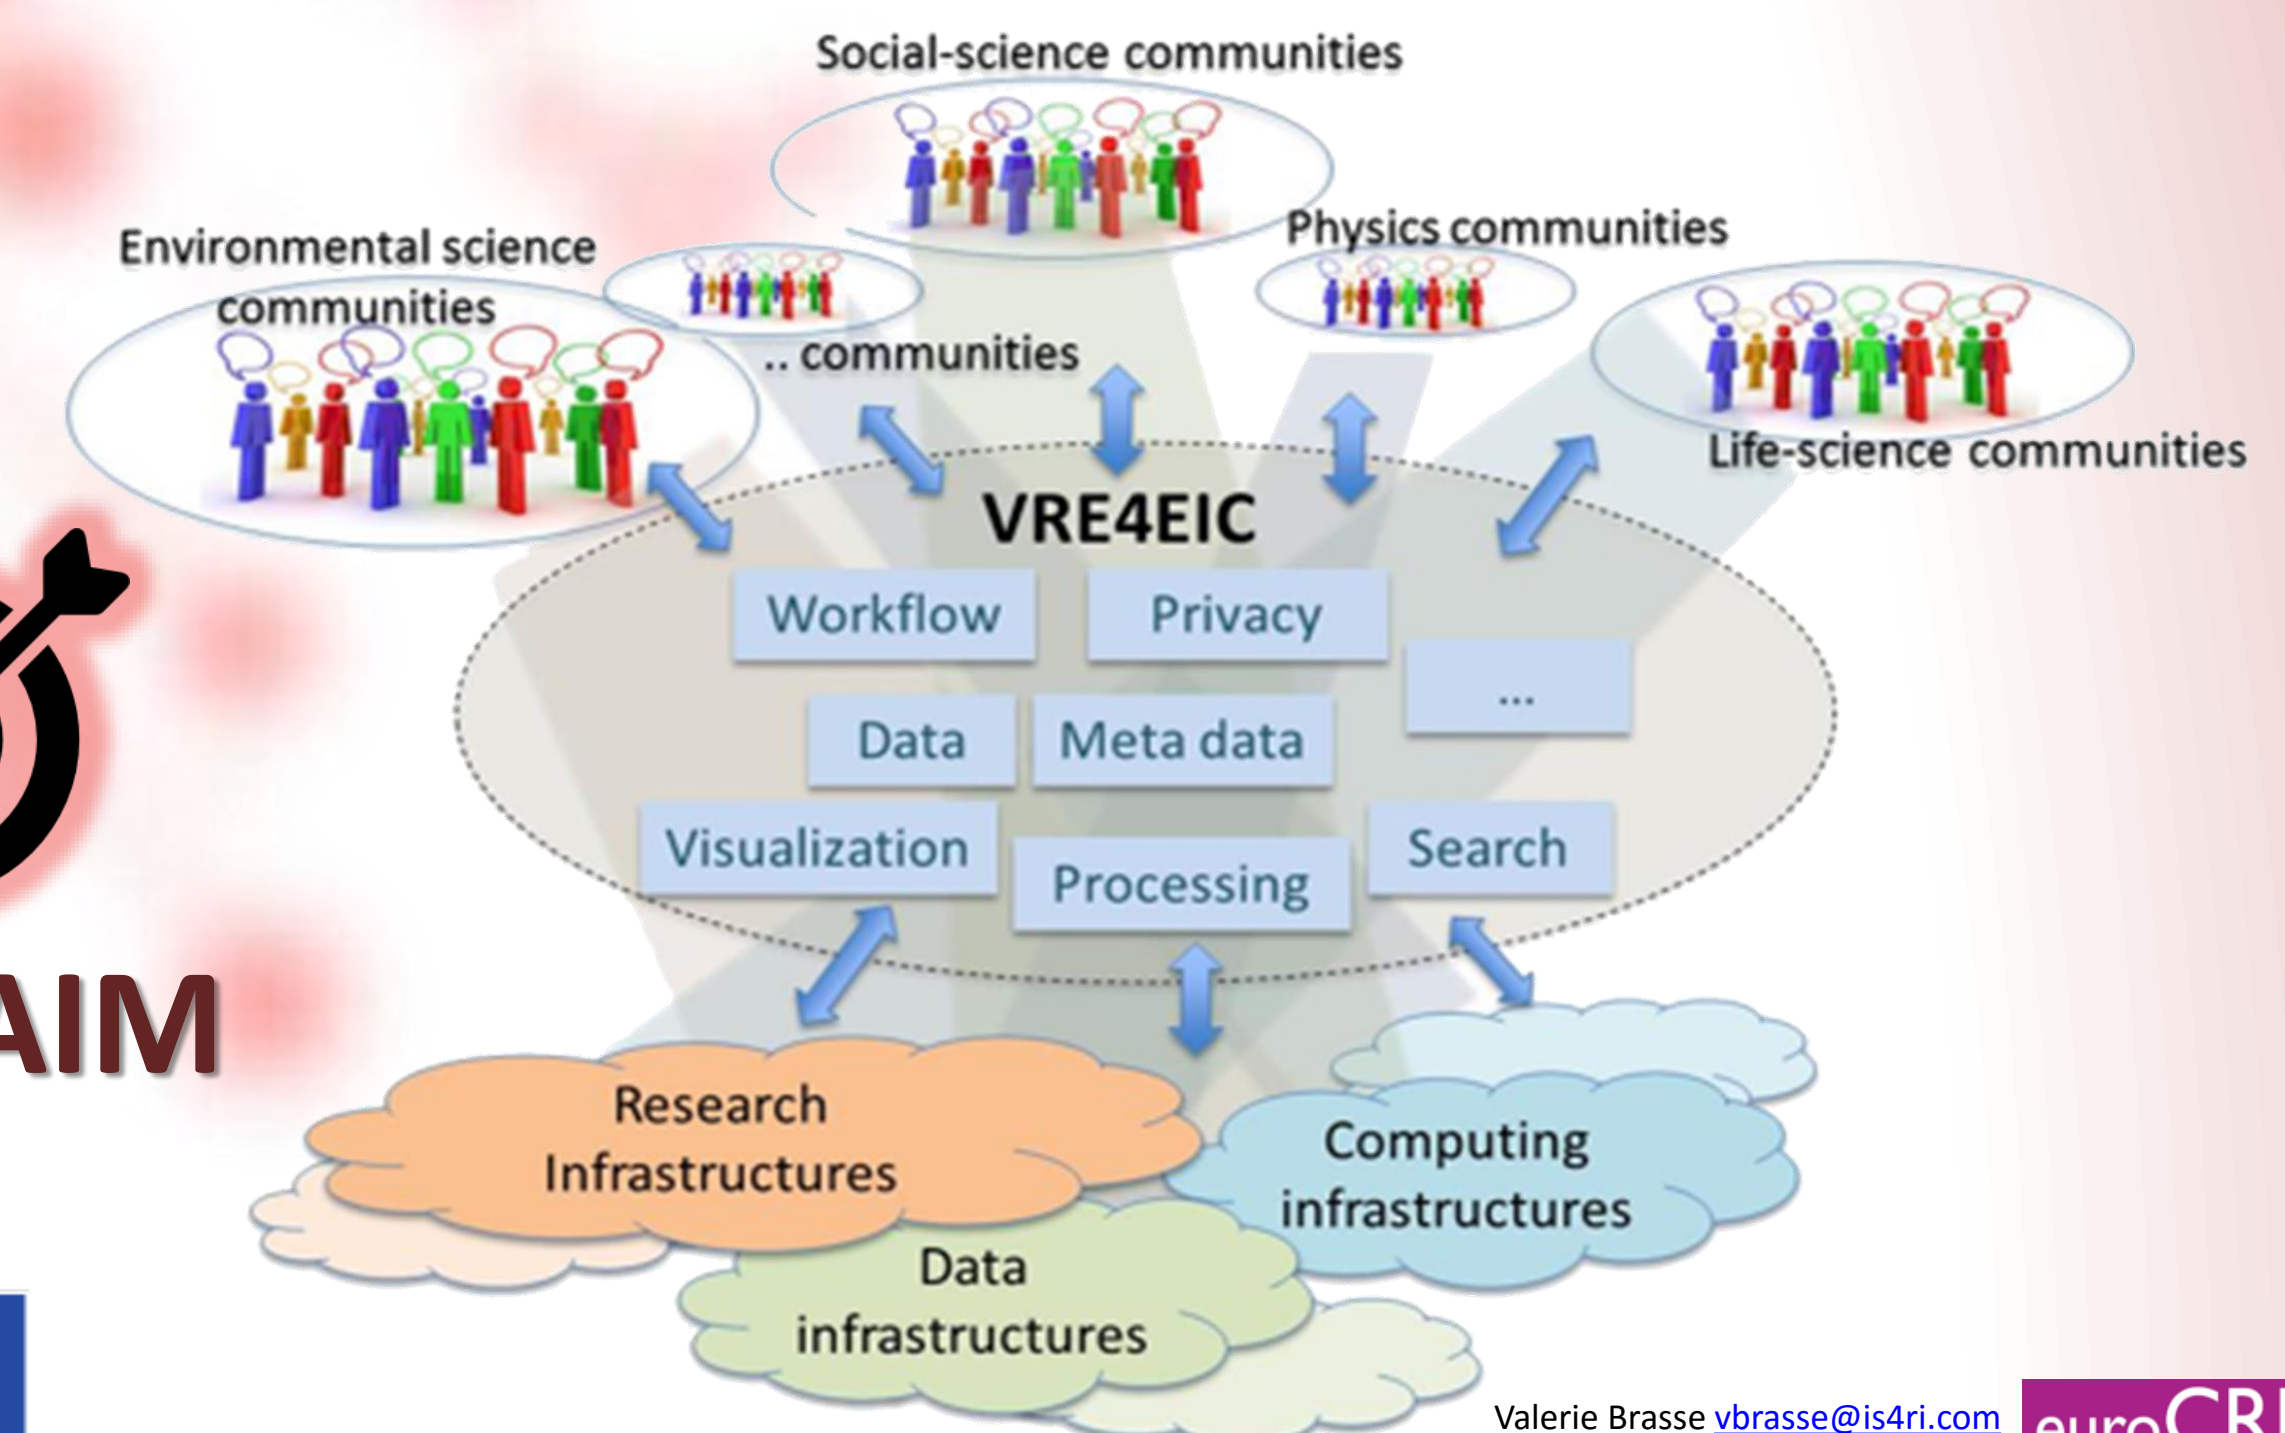 Social-science communities
Physics communities
Environmental science
communities
.. communities
Life-science communities
VRE4EIC
Workflow
Privacy
...
Data
Meta data
Visualization
Processing
Search
AIM
Research
Infrastructures
Computing
infrastructures
Data
infrastructures
Valerie Brasse vbrasse@is4ri.com